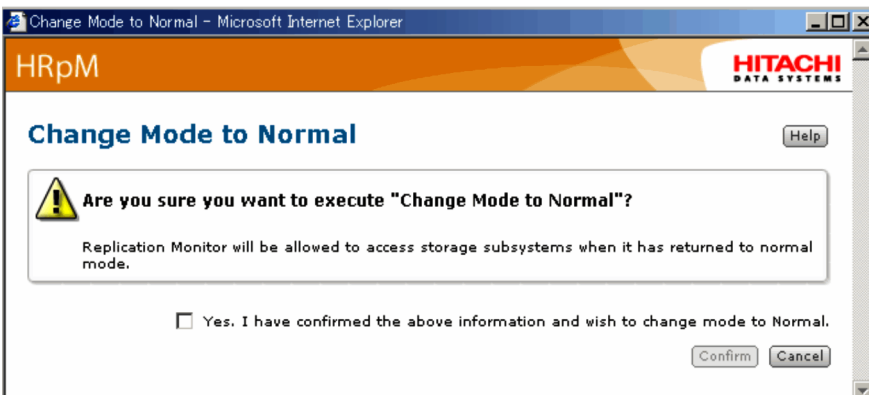 Change Mode to Normal - Microsoft Internet Explorer
HRpM
HITACHI
DATA SYSTEMS
Change Mode to Normal
Help
Are you sure you want to execute "Change Mode to Normal"?
Replication Monitor will be allowed to access storage subsystems when it has returned to normal
mode.
Yes. I have confirmed the above information and wish to change mode to Normal.
Confirm Cancel